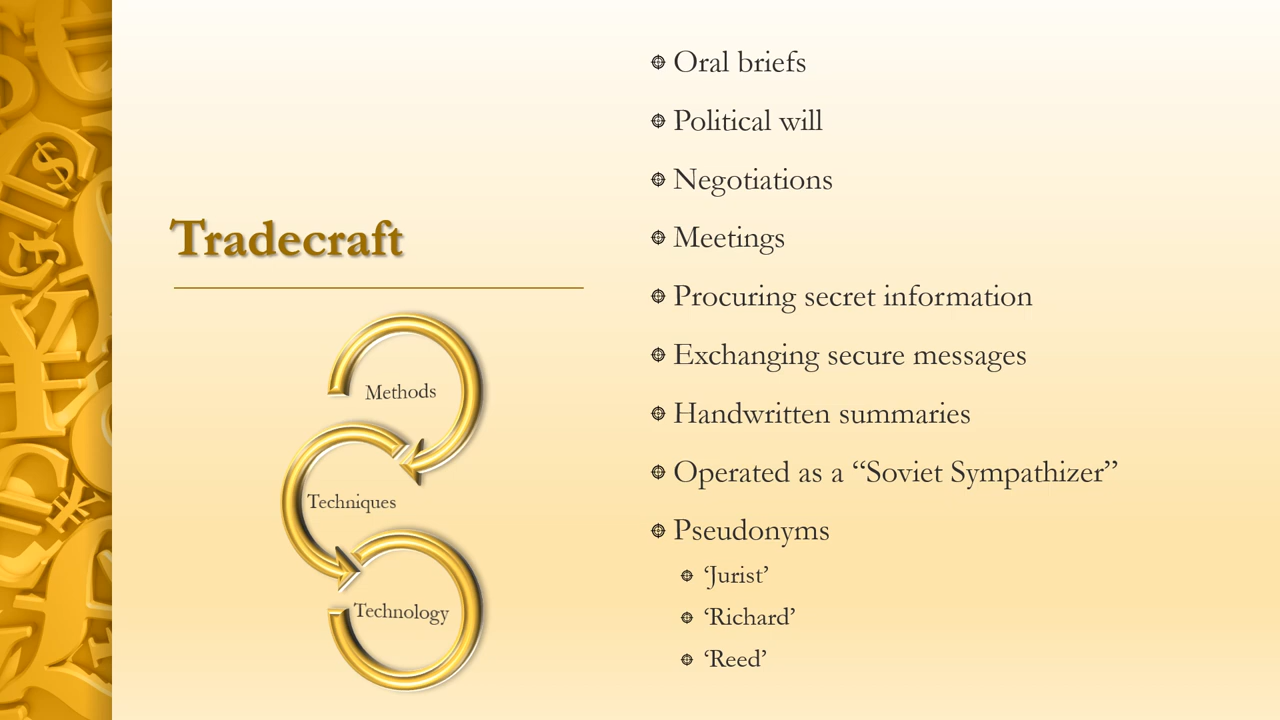 Tradecraft
Methods
Techniques
Technology
Oral briefs
Political will
Negotiations
Meetings
Procuring secret information
Exchanging secure messages
Handwritten summaries
Operated as a “Soviet Sympathizer”
Pseudonyms
‘Jurist’
‘Richard’
‘Reed’